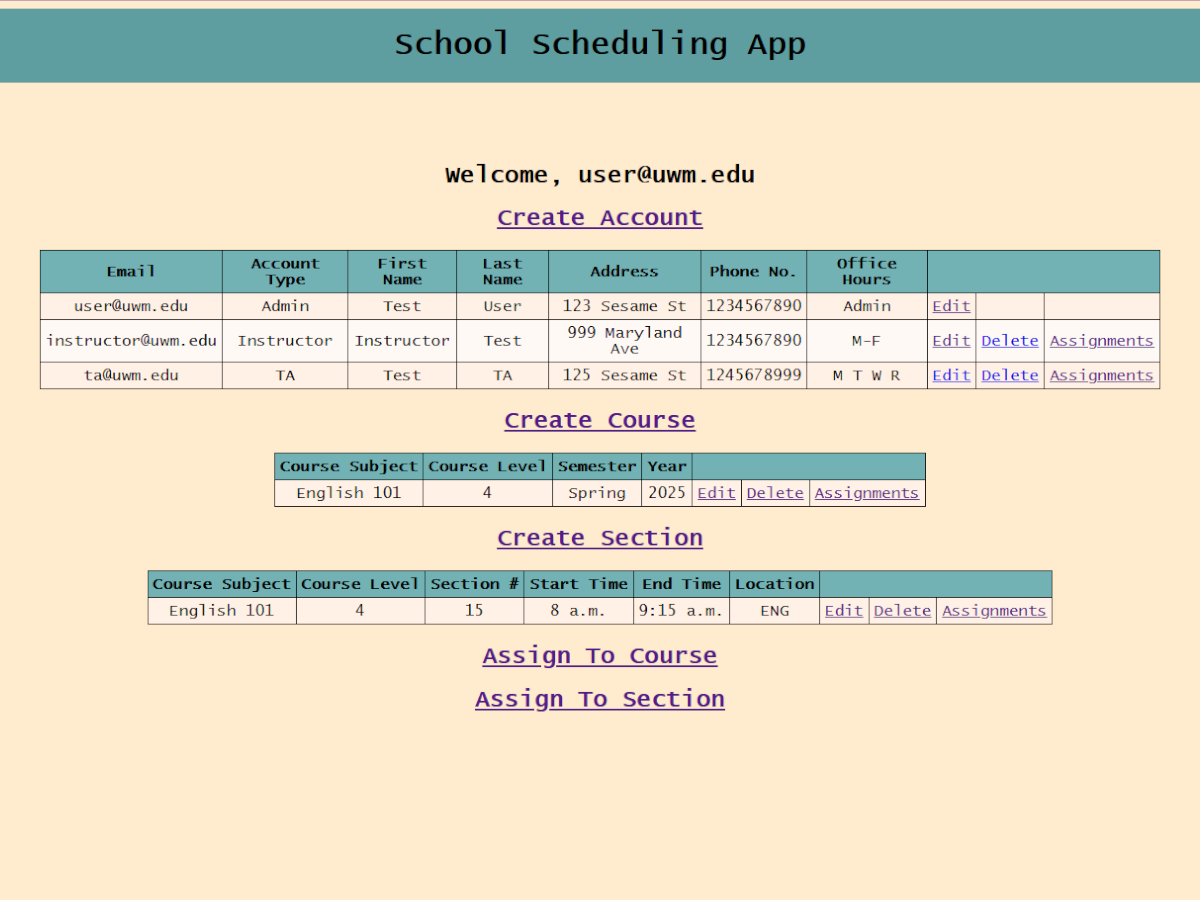 School Scheduling App
Welcome, user@uwm.edu
Create Account
Email Account Type First Name Last Name Address Phone No. Office Hours
user@uwm.edu Admin Test User 123 Sesame St 1234567890 Admin Edit
instructor@uwm.edu Instructor Instructor Test 999 Maryland Ave 1234567890 M-F Edit Delete Assignments
ta@uwm.edu TA Test TA 125 Sesame St 1245678999 M T W R Edit Delete Assignments
Create Course
Course Subject Course Level Semester Year
English 101 4 Spring 2025 Edit Delete Assignments
Create Section
Course Subject Course Level Section # Start Time End Time Location
English 101 4 15 8 a.m. 9:15 a.m. ENG Edit Delete Assignments
Assign To Course
Assign To Section